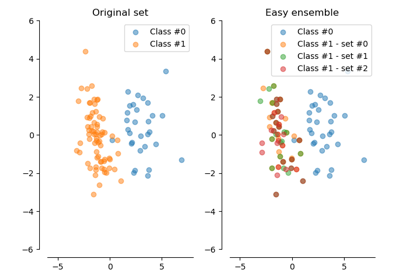 Original set
Easy ensemble
6
4
2
0
−2
−4
−6
−5
0
5
Class #0
Class #1
6
4
2
0
−2
−4
−6
−5
0
5
Class #0
Class #1 - set #0
Class #1 - set #1
Class #1 - set #2